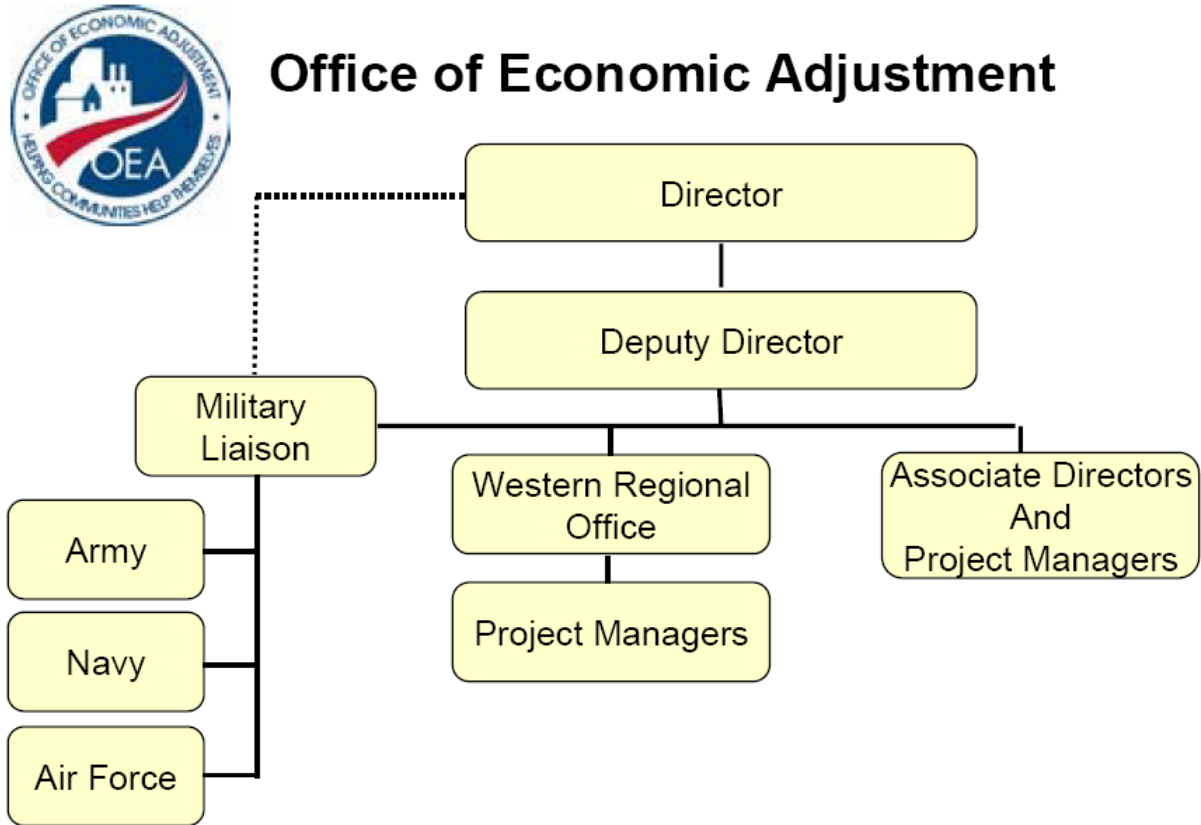 OFFICE OF ECONOMIC ADJUSTMENT
OEA
HELPING COMMUNITIES HELP THEMSELVES
Office of Economic Adjustment
Director
Deputy Director
Military
Liaison
Western Regional
Office
Associate Directors
And
Project Managers
Army
Project Managers
Navy
Air Force